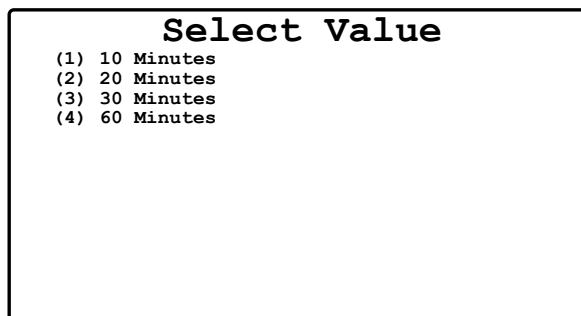 Select Value
(1) 10 Minutes
(2) 20 Minutes
(3) 30 Minutes
(4) 60 Minutes